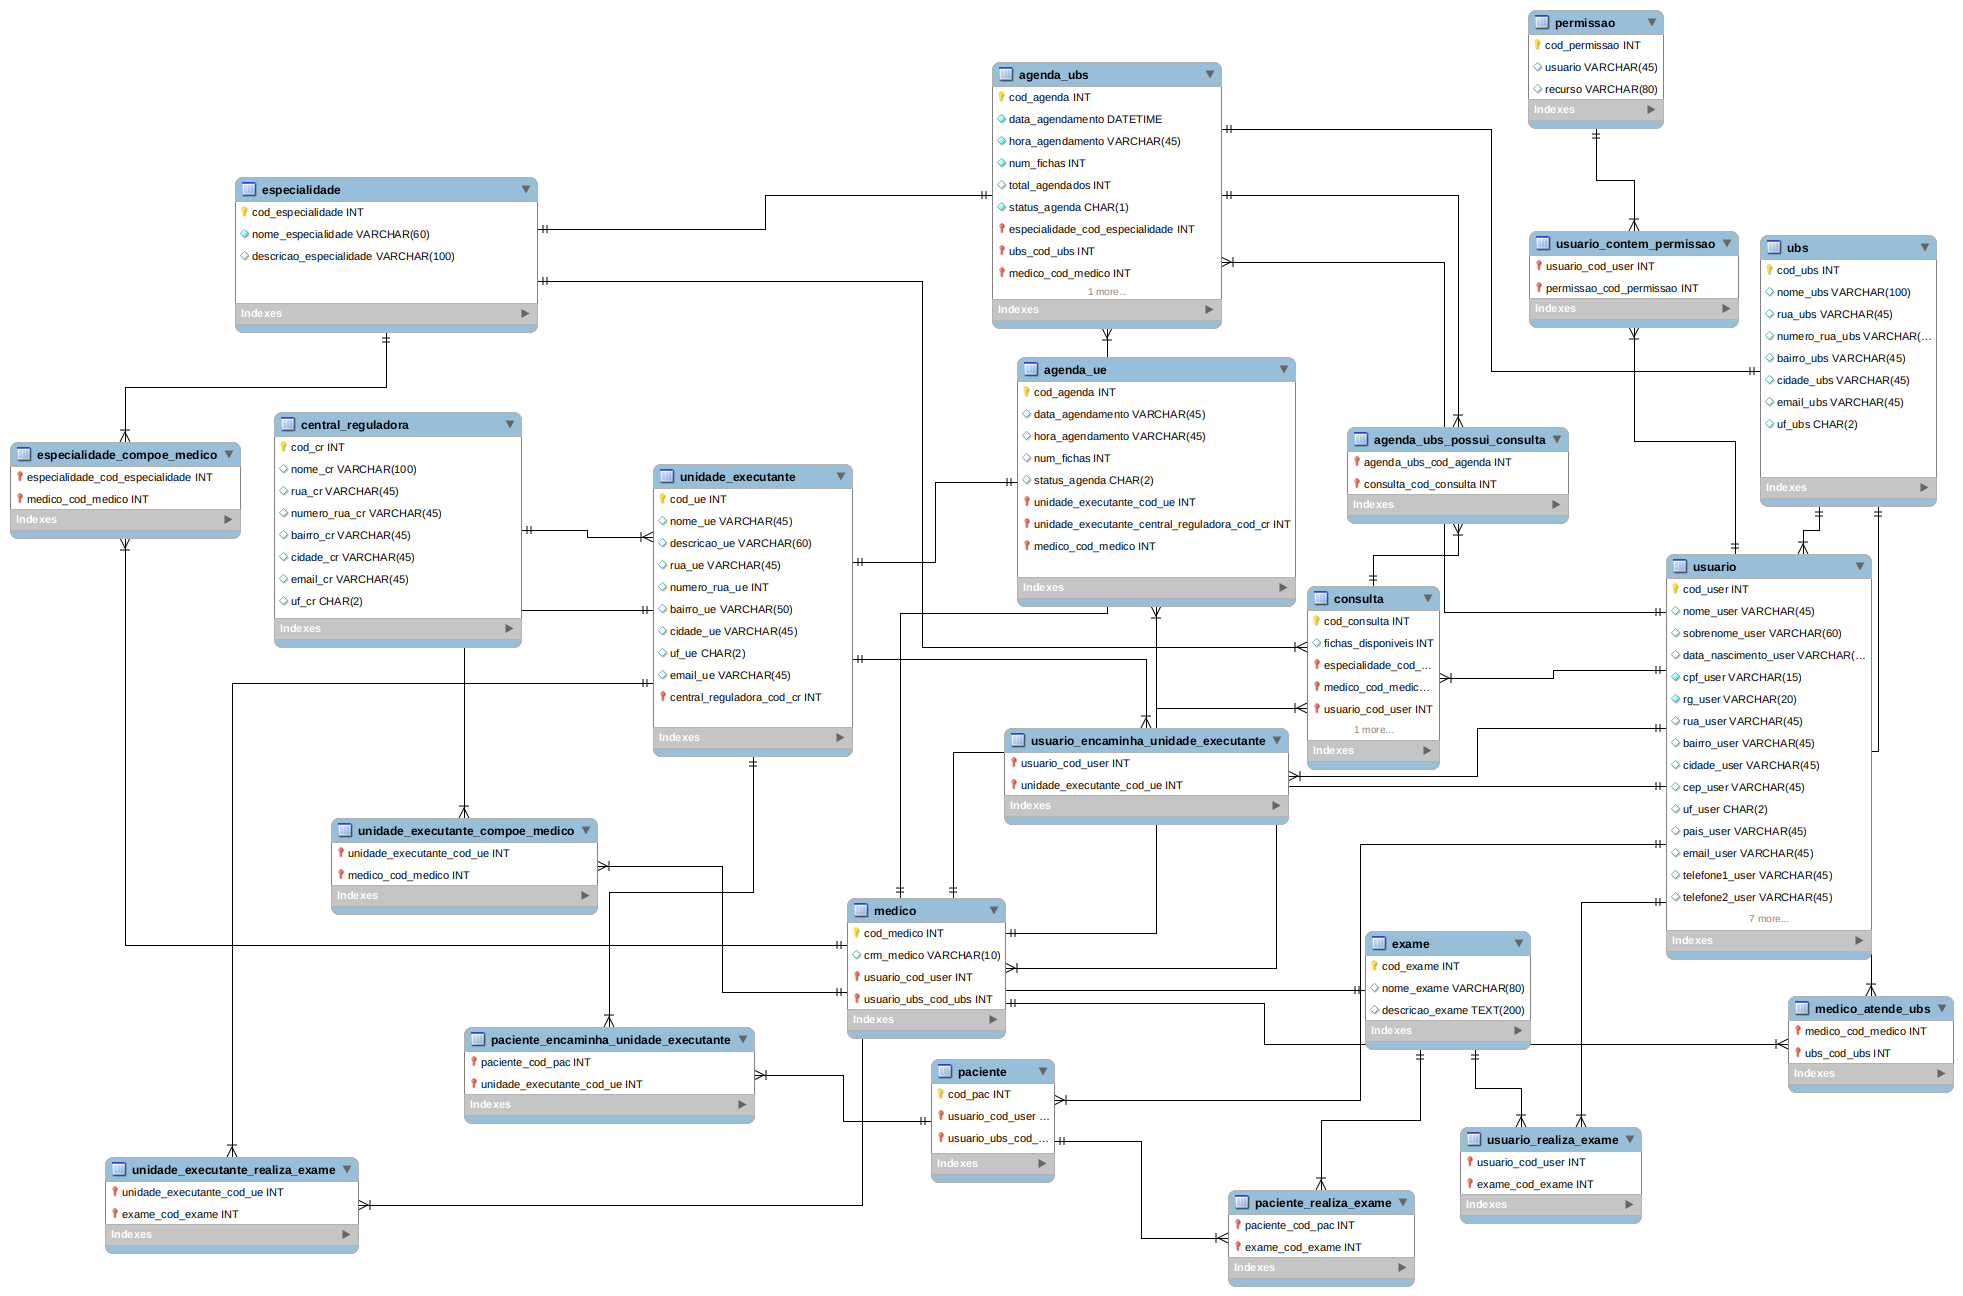 permissao
cod_permissao INT
usuario VARCHAR(45)
recurso VARCHAR(80)
Indexes
agenda_ubs
cod_agenda INT
data_agendamento DATETIME
hora_agendamento VARCHAR(45)
num_fichas INT
total_agendados INT
status_agenda CHAR(1)
especialidade_cod_especialidade INT
ubs_cod_ubs INT
medico_cod_medico INT
1 more...
Indexes
especialidade
cod_especialidade INT
nome_especialidade VARCHAR(60)
descricao_especialidade VARCHAR(100)
Indexes
usuario_contem_permissao
usuario_cod_user INT
permissao_cod_permissao INT
Indexes
ubs
cod_ubs INT
nome_ubs VARCHAR(100)
rua_ubs VARCHAR(45)
numero_rua_ubs VARCHAR(...
bairro_ubs VARCHAR(45)
cidade_ubs VARCHAR(45)
email_ubs VARCHAR(45)
uf_ubs CHAR(2)
Indexes
agenda_ue
cod_agenda INT
data_agendamento VARCHAR(45)
hora_agendamento VARCHAR(45)
num_fichas INT
status_agenda CHAR(2)
unidade_executante_cod_ue INT
unidade_executante_central_reguladora_cod_cr INT
medico_cod_medico INT
Indexes
central_reguladora
cod_cr INT
nome_cr VARCHAR(100)
rua_cr VARCHAR(45)
numero_rua_cr VARCHAR(45)
bairro_cr VARCHAR(45)
cidade_cr VARCHAR(45)
email_cr VARCHAR(45)
uf_cr CHAR(2)
Indexes
agenda_ubs_possui_consulta
agenda_ubs_cod_agenda INT
consulta_cod_consulta INT
Indexes
especialidade_compoe_medico
especialidade_cod_especialidade INT
medico_cod_medico INT
Indexes
unidade_executante
cod_ue INT
nome_ue VARCHAR(45)
descricao_ue VARCHAR(60)
rua_ue VARCHAR(45)
numero_rua_ue INT
bairro_ue VARCHAR(50)
cidade_ue VARCHAR(45)
uf_ue CHAR(2)
email_ue VARCHAR(45)
central_reguladora_cod_cr INT
Indexes
usuario
cod_user INT
nome_user VARCHAR(45)
sobrenome_user VARCHAR(60)
data_nascimento_user VARCHAR(...
cpf_user VARCHAR(15)
rg_user VARCHAR(20)
rua_user VARCHAR(45)
bairro_user VARCHAR(45)
cidade_user VARCHAR(45)
cep_user VARCHAR(45)
uf_user CHAR(2)
pais_user VARCHAR(45)
email_user VARCHAR(45)
telefone1_user VARCHAR(45)
telefone2_user VARCHAR(45)
7 more...
Indexes
consulta
cod_consulta INT
fichas_disponiveis INT
especialidade_cod_...
medico_cod_medic...
usuario_cod_user INT
1 more...
Indexes
usuario_encaminha_unidade_executante
usuario_cod_user INT
unidade_executante_cod_ue INT
Indexes
unidade_executante_compoe_medico
unidade_executante_cod_ue INT
medico_cod_medico INT
Indexes
medico
cod_medico INT
crm_medico VARCHAR(10)
usuario_cod_user INT
usuario_ubs_cod_ubs INT
Indexes
exame
cod_exame INT
nome_exame VARCHAR(80)
descricao_exame TEXT(200)
Indexes
medico_atende_ubs
medico_cod_medico INT
ubs_cod_ubs INT
Indexes
paciente_encaminha_unidade_executante
paciente_cod_pac INT
unidade_executante_cod_ue INT
Indexes
paciente
cod_pac INT
usuario_cod_user ...
usuario_ubs_cod_...
Indexes
usuario_realiza_exame
usuario_cod_user INT
exame_cod_exame INT
Indexes
unidade_executante_realiza_exame
unidade_executante_cod_ue INT
exame_cod_exame INT
Indexes
paciente_realiza_exame
paciente_cod_pac INT
exame_cod_exame INT
Indexes